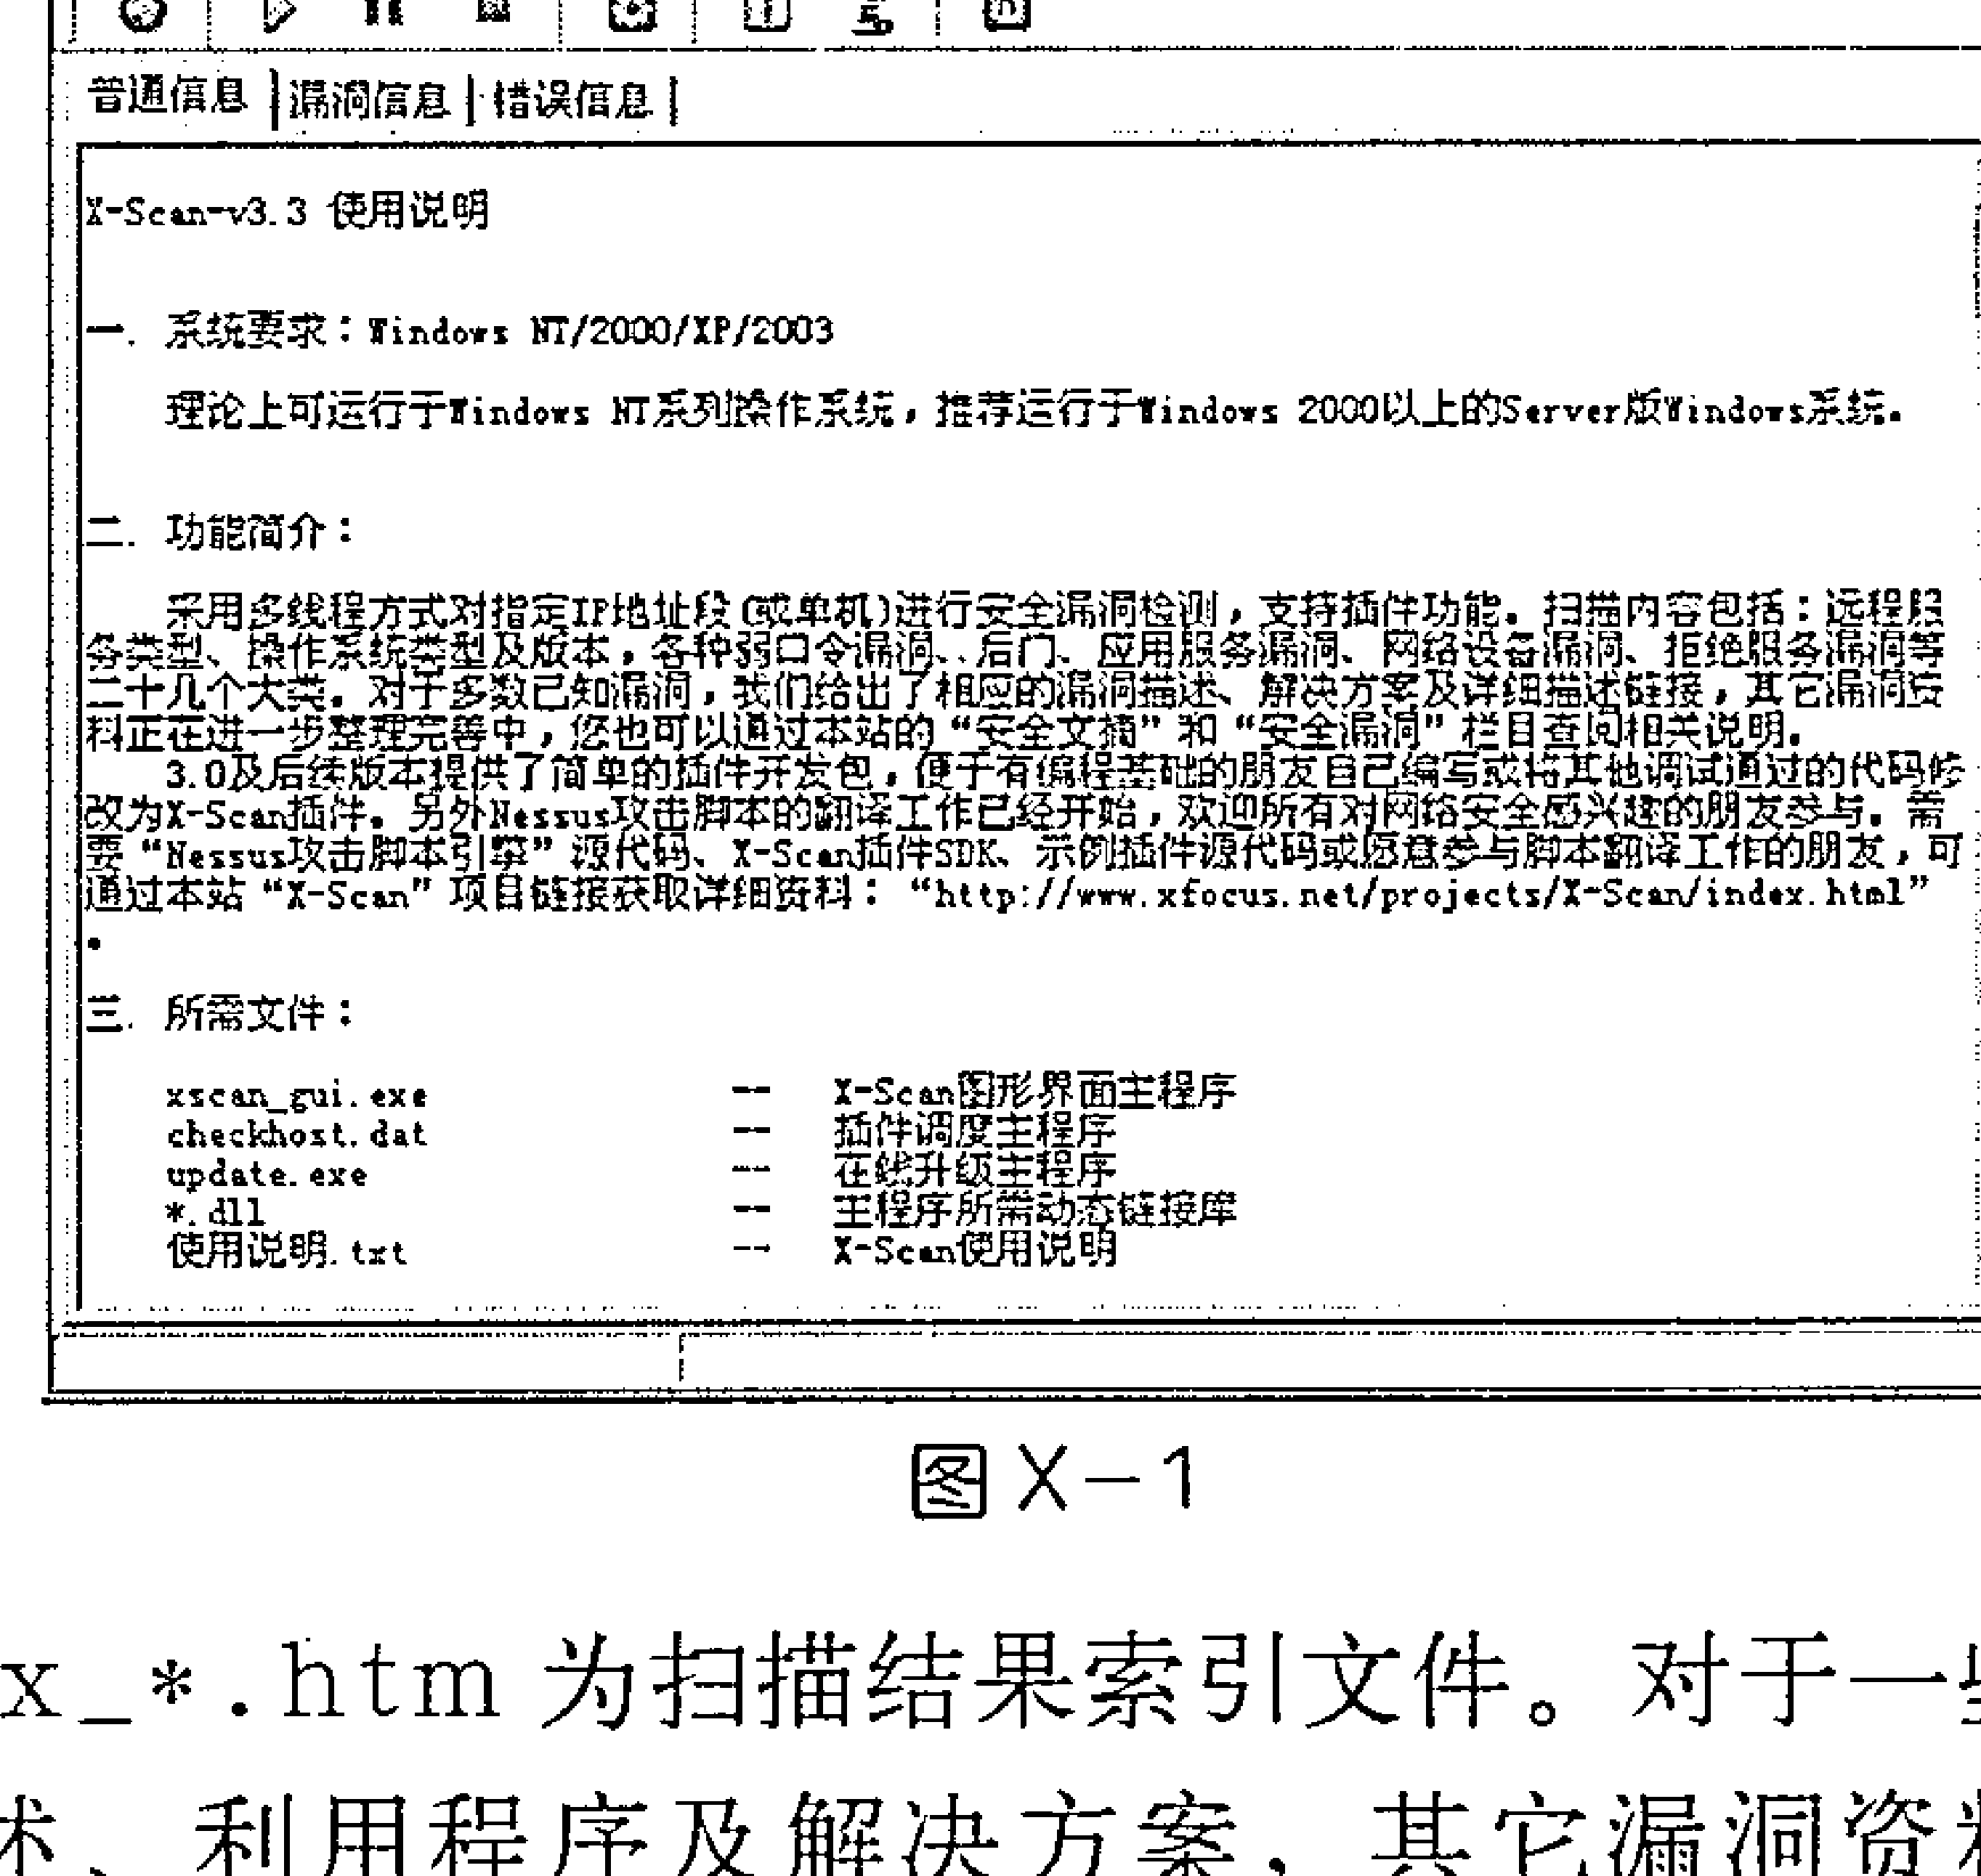 普通信息 漏洞信息 错误信息
X-Scan-v3.3 使用说明
一. 系统要求：Windows NT/2000/XP/2003
理论上可运行于Windows NT系列操作系统，推荐运行于Windows 2000以上的Server版Windows系统。
二. 功能简介：
采用多线程方式对指定IP地址段(或单机)进行安全漏洞检测，支持插件功能。扫描内容包括：远程服
务类型、操作系统类型及版本，各种弱口令漏洞、后门、应用服务漏洞、网络设备漏洞、拒绝服务漏洞等
二十几个大类。对于多数已知漏洞，我们给出了相应的漏洞描述、解决方案及详细描述链接，其它漏洞资
料正在进一步整理完善中，您也可以通过本站的“安全文摘”和“安全漏洞”栏目查阅相关说明。
3.0及后续版本提供了简单的插件开发包，便于有编程基础的朋友自己编写或将其他调试通过的代码修
改为X-Scan插件。另外Nessus攻击脚本的翻译工作已经开始，欢迎所有对网络安全感兴趣的朋友参与。需
要“Nessus攻击脚本引擎”源代码、X-Scan插件SDK、示例插件源代码或愿意参与脚本翻译工作的朋友，可
通过本站“X-Scan”项目链接获取详细资料：“http://www.xfocus.net/projects/X-Scan/index.html”
。
三. 所需文件：
xscan_gui.exe -- X-Scan图形界面主程序
checkhost.dat -- 插件调度主程序
update.exe -- 在线升级主程序
*.dll -- 主程序所需动态链接库
使用说明.txt -- X-Scan使用说明
图 X-1
x_*.htm 为扫描结果索引文件。对于一些
术、利用程序及解决方案，其它漏洞资料